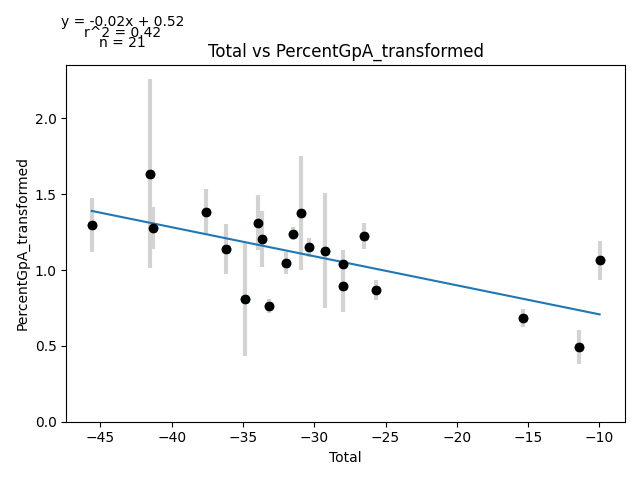 y = -0.02x + 0.52
r^2 = 0.42
n = 21
Total vs PercentGpA_transformed
PercentGpA_transformed
2.0
1.5
1.0
0.5
0.0
−45
−40
−35
−30
−25
−20
−15
−10
Total